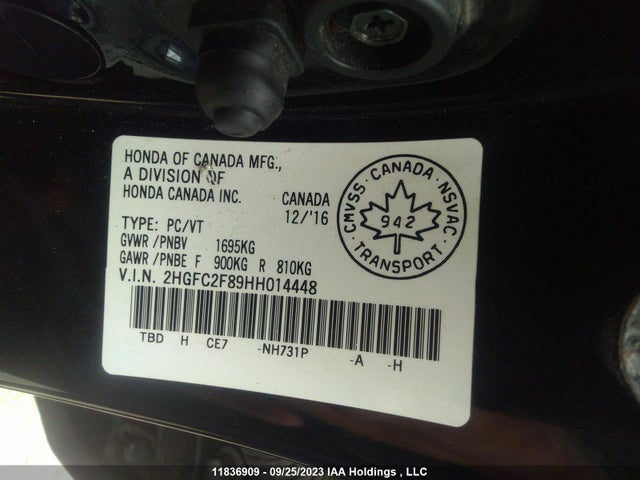 HONDA OF CANADA MFG.,
A DIVISION OF
HONDA CANADA INC. CANADA
12/'16
TYPE: PC/VT
GVWR /PNBV 1695KG
GAWR /PNBE F 900KG R 810KG
V.I.N. 2HGFC2F89HH014448
TBD H CE7 -NH731P -A -H
CMVSS · CANADA · NSVAC
942
TRANSPORT
11836909 - 09/25/2023 IAA Holdings , LLC